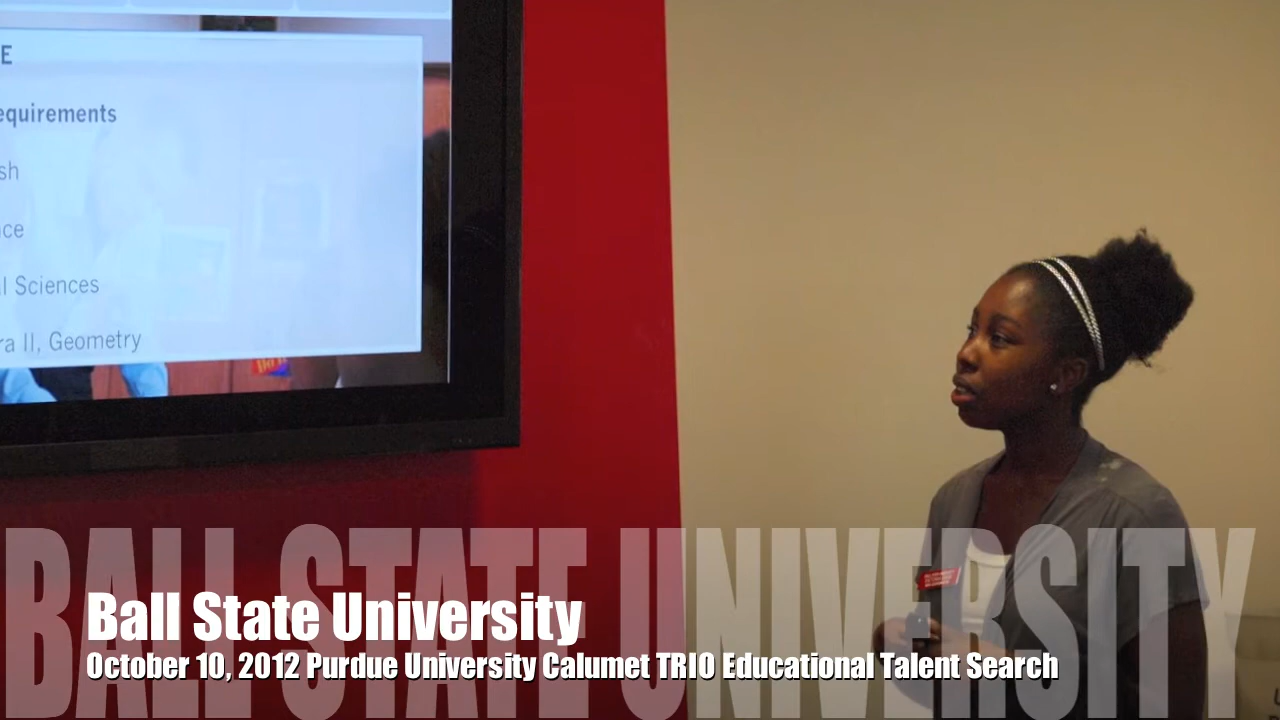 E
equirements
sh
ce
l Sciences
ra II, Geometry
BALL STATE UNIVERSITY
Ball State University
October 10, 2012 Purdue University Calumet TRIO Educational Talent Search